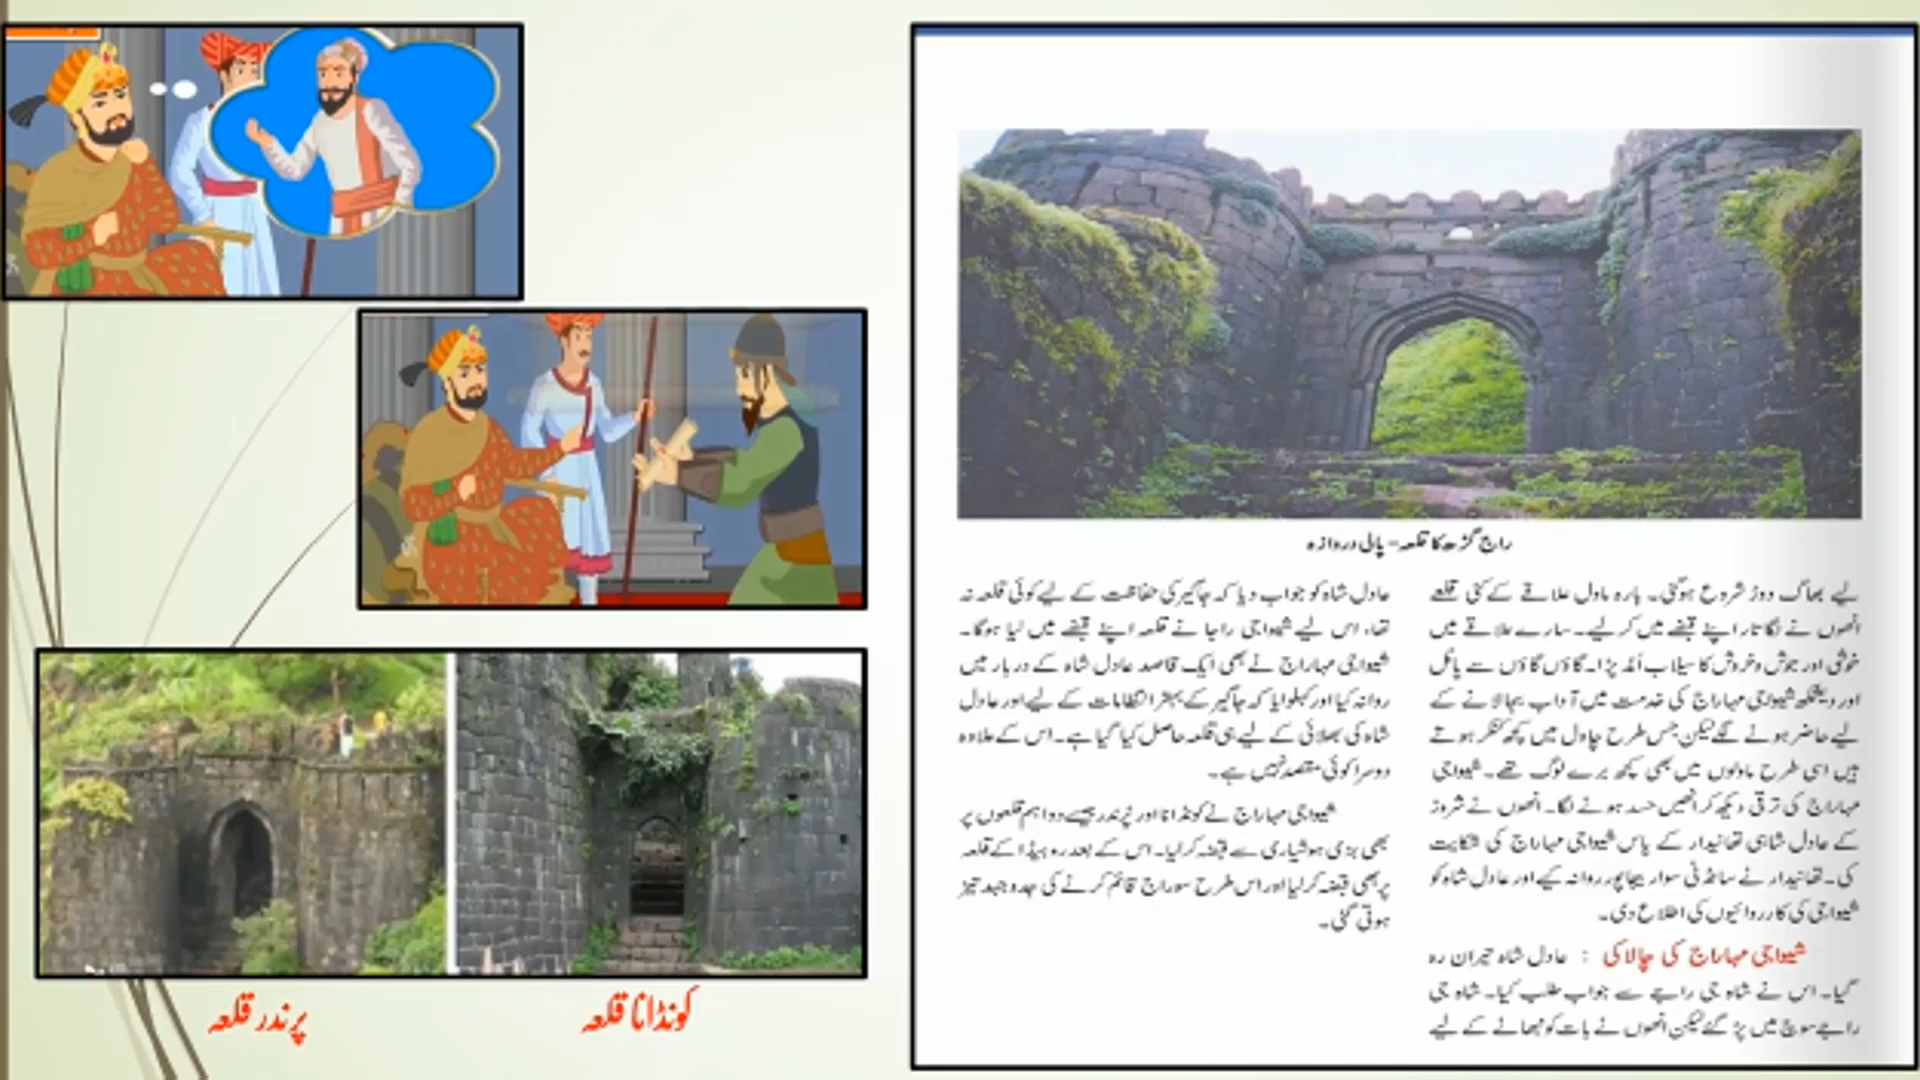 راج گڑھ کا قلعہ - پالی دروازہ
لیے بھاگ دوڑ شروع ہوگئی۔ بارہ ماول علاقے کے کئی قلعے
انھوں نے لگاتار اپنے قبضے میں کر لیے۔ سارے علاقے میں
خوشی اور جوش و خروش کا سیلاب اُمڈ پڑا۔ گاؤں گاؤں سے پاٹل
اور دیشمکھ شیواجی مہاراج کی خدمت میں آداب بجا لانے کے
لیے حاضر ہونے لگے لیکن جس طرح چاول میں کچھ کنکر ہوتے
ہیں اسی طرح ماولوں میں بھی کچھ برے لوگ تھے۔ شیواجی
مہاراج کی ترقی دیکھ کر انھیں حسد ہونے لگا۔ انھوں نے شروڑ
کے عادل شاہی تھانیدار کے پاس شیواجی مہاراج کی شکایت
کی۔ تھانیدار نے سانڈنی سوار بیجاپور روانہ کیے اور عادل شاہ کو
شیواجی کی کارروائیوں کی اطلاع دی۔
شیواجی مہاراج کی چالاکی : عادل شاہ حیران رہ
گیا۔ اس نے شاہ جی راجے سے جواب طلب کیا۔ شاہ جی
راجے سوچ میں پڑ گئے لیکن انھوں نے بات کو نبھانے کے لیے
عادل شاہ کو جواب دیا کہ جاگیر کی حفاظت کے لیے کوئی قلعہ نہ
تھا، اس لیے شیواجی راجا نے قلعہ اپنے قبضے میں لیا ہوگا۔
شیواجی مہاراج نے بھی ایک قاصد عادل شاہ کے دربار میں
روانہ کیا اور کہلوایا کہ جاگیر کے بہتر انتظامات کے لیے اور عادل
شاہ کی بھلائی کے لیے ہی قلعہ حاصل کیا گیا ہے۔ اس کے علاوہ
دوسرا کوئی مقصد نہیں ہے۔
شیواجی مہاراج نے کونڈانا اور پُرندر جیسے دو اہم قلعوں پر
بھی بڑی ہوشیاری سے قبضہ کر لیا۔ اس کے بعد روہیڈا کے قلعہ
پر بھی قبضہ کر لیا اور اس طرح سوراج قائم کرنے کی جدوجہد تیز
ہوتی گئی۔
کونڈانا قلعہ
پرندر قلعہ